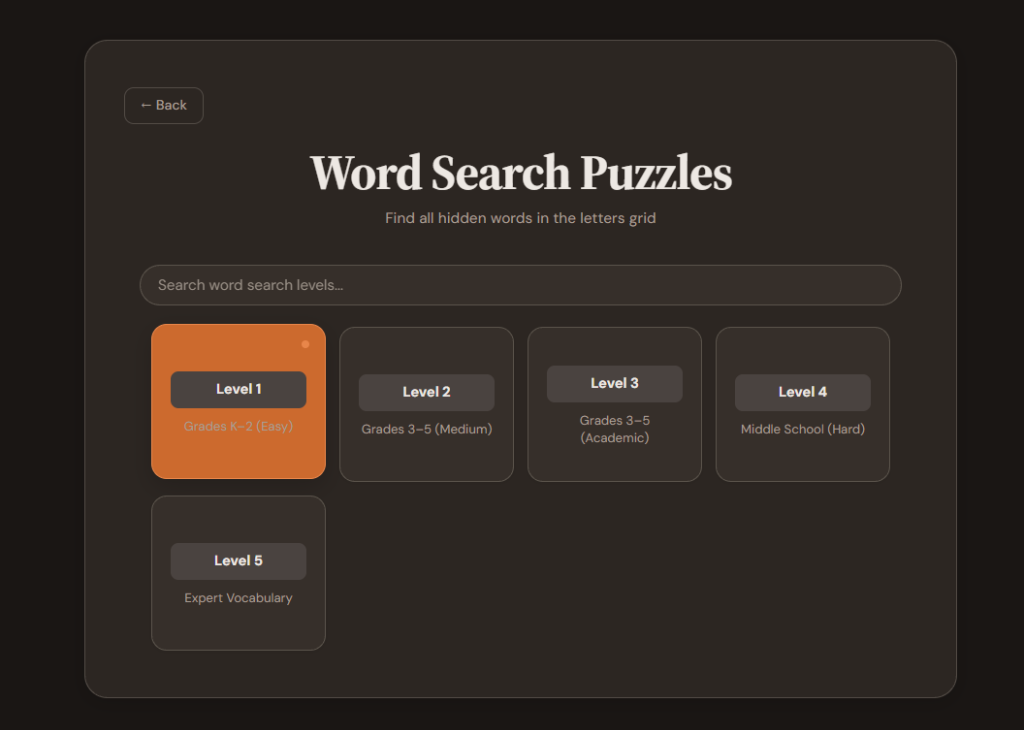 ← Back
Word Search Puzzles
Find all hidden words in the letters grid
Search word search levels...
Level 1
Grades K–2 (Easy)
Level 2
Grades 3–5 (Medium)
Level 3
Grades 3–5
(Academic)
Level 4
Middle School (Hard)
Level 5
Expert Vocabulary